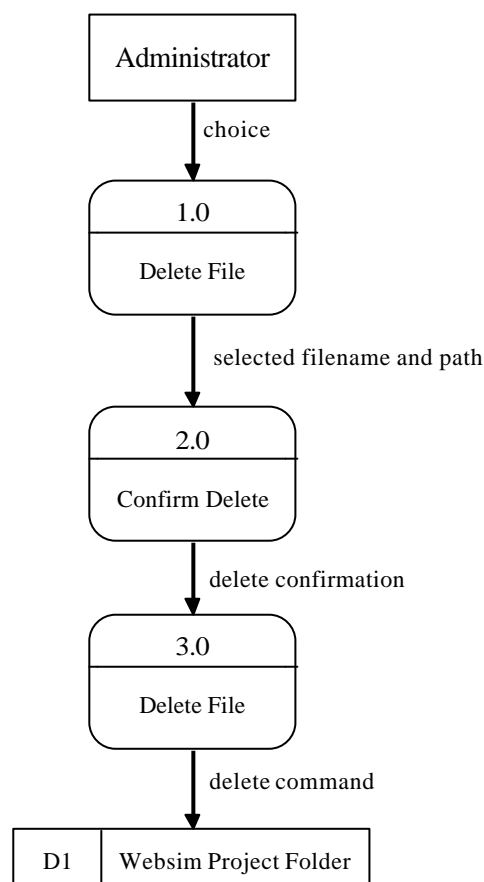 Administrator
choice
1.0
Delete File
selected filename and path
2.0
Confirm Delete
delete confirmation
3.0
Delete File
delete command
D1 Websim Project Folder